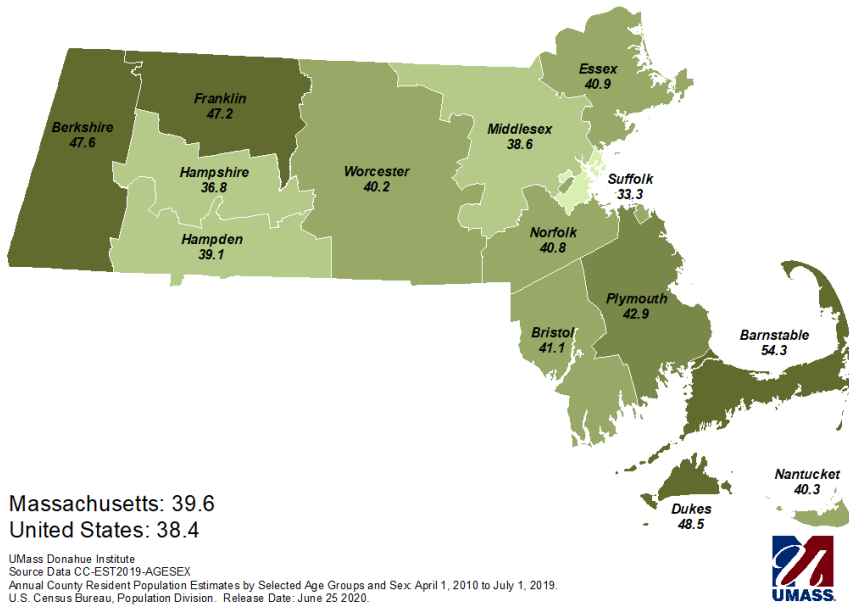 Essex
40.9
Franklin
47.2
Berkshire
47.6
Middlesex
38.6
Hampshire
36.8
Worcester
40.2
Suffolk
33.3
Hampden
39.1
Norfolk
40.8
Plymouth
42.9
Bristol
41.1
Barnstable
54.3
Nantucket
40.3
Dukes
48.5
Massachusetts: 39.6
United States: 38.4
UMass Donahue Institute
Source Data CC-EST2019-AGESEX
Annual County Resident Population Estimates by Selected Age Groups and Sex: April 1, 2010 to July 1, 2019.
U.S. Census Bureau, Population Division.  Release Date: June 25 2020.
UMASS